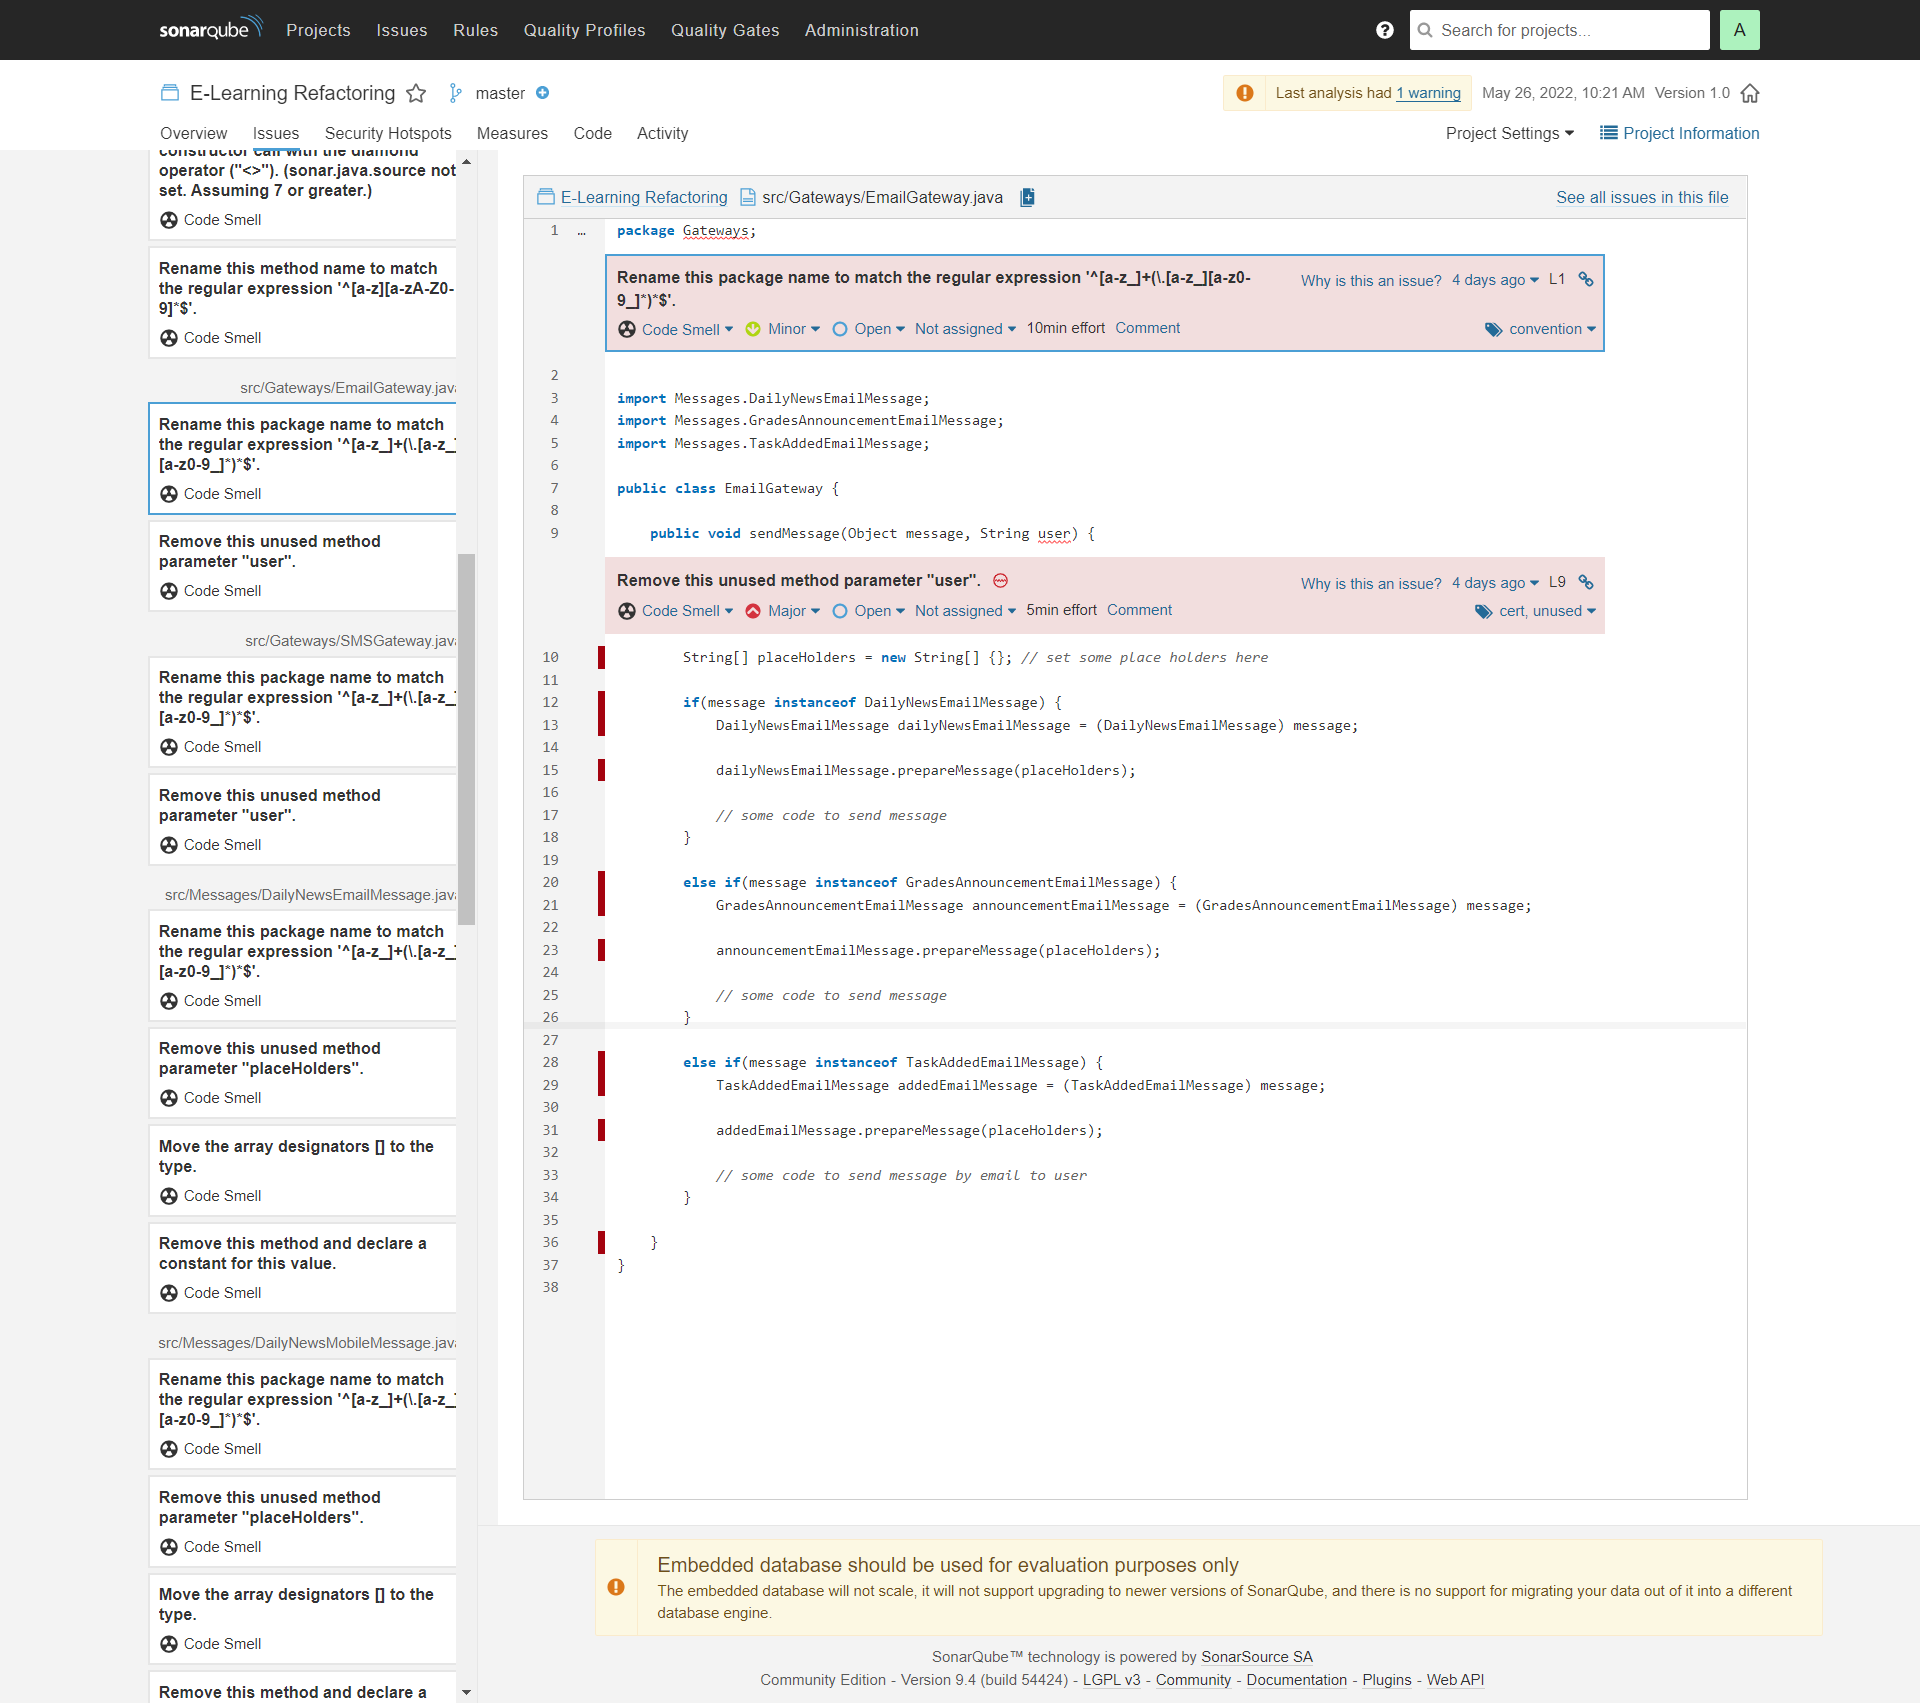 sonarqube Projects Issues Rules Quality Profiles Quality Gates Administration ? Search for projects... A
E-Learning Refactoring master Last analysis had 1 warning May 26, 2022, 10:21 AM Version 1.0
Overview Issues Security Hotspots Measures Code Activity Project Settings Project Information
constructor call with the diamond
operator ("<>"). (sonar.java.source not
set. Assuming 7 or greater.)
Code Smell
Rename this method name to match
the regular expression '^[a-z][a-zA-Z0-
9]*$'.
Code Smell
src/Gateways/EmailGateway.java
Rename this package name to match
the regular expression '^[a-z_]+(\.[a-z_]
[a-z0-9_]*)*$'.
Code Smell
Remove this unused method
parameter "user".
Code Smell
src/Gateways/SMSGateway.java
Rename this package name to match
the regular expression '^[a-z_]+(\.[a-z_]
[a-z0-9_]*)*$'.
Code Smell
Remove this unused method
parameter "user".
Code Smell
src/Messages/DailyNewsEmailMessage.java
Rename this package name to match
the regular expression '^[a-z_]+(\.[a-z_]
[a-z0-9_]*)*$'.
Code Smell
Remove this unused method
parameter "placeHolders".
Code Smell
Move the array designators [] to the
type.
Code Smell
Remove this method and declare a
constant for this value.
Code Smell
src/Messages/DailyNewsMobileMessage.java
Rename this package name to match
the regular expression '^[a-z_]+(\.[a-z_]
[a-z0-9_]*)*$'.
Code Smell
Remove this unused method
parameter "placeHolders".
Code Smell
Move the array designators [] to the
type.
Code Smell
Remove this method and declare a
E-Learning Refactoring src/Gateways/EmailGateway.java See all issues in this file
1 … package Gateways;
Rename this package name to match the regular expression '^[a-z_]+(\.[a-z_][a-z0- Why is this an issue? 4 days ago L1
9_]*)*$'.
Code Smell Minor Open Not assigned 10min effort Comment convention
2
3 import Messages.DailyNewsEmailMessage;
4 import Messages.GradesAnnouncementEmailMessage;
5 import Messages.TaskAddedEmailMessage;
6
7 public class EmailGateway {
8
9 public void sendMessage(Object message, String user) {
Remove this unused method parameter "user". Why is this an issue? 4 days ago L9
Code Smell Major Open Not assigned 5min effort Comment cert, unused
10 String[] placeHolders = new String[] {}; // set some place holders here
11
12 if(message instanceof DailyNewsEmailMessage) {
13 DailyNewsEmailMessage dailyNewsEmailMessage = (DailyNewsEmailMessage) message;
14
15 dailyNewsEmailMessage.prepareMessage(placeHolders);
16
17 // some code to send message
18 }
19
20 else if(message instanceof GradesAnnouncementEmailMessage) {
21 GradesAnnouncementEmailMessage announcementEmailMessage = (GradesAnnouncementEmailMessage) message;
22
23 announcementEmailMessage.prepareMessage(placeHolders);
24
25 // some code to send message
26 }
27
28 else if(message instanceof TaskAddedEmailMessage) {
29 TaskAddedEmailMessage addedEmailMessage = (TaskAddedEmailMessage) message;
30
31 addedEmailMessage.prepareMessage(placeHolders);
32
33 // some code to send message by email to user
34 }
35
36 }
37 }
38
Embedded database should be used for evaluation purposes only
The embedded database will not scale, it will not support upgrading to newer versions of SonarQube, and there is no support for migrating your data out of it into a different
database engine.
SonarQube™ technology is powered by SonarSource SA
Community Edition - Version 9.4 (build 54424) - LGPL v3 - Community - Documentation - Plugins - Web API